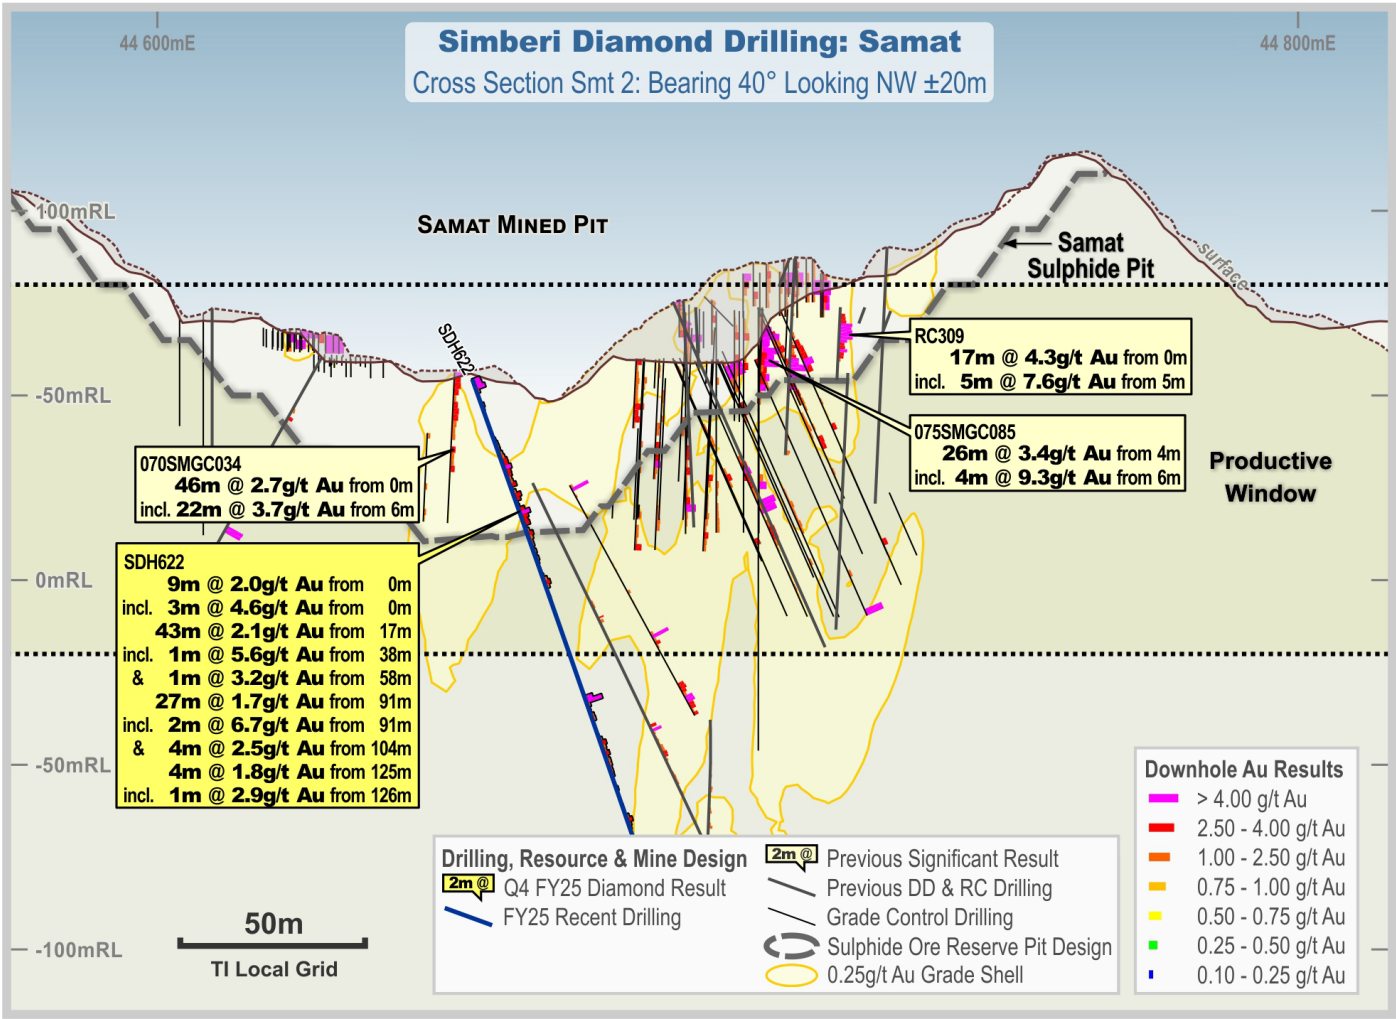 44 600mE
44 800mE
Simberi Diamond Drilling: Samat
Cross Section Smt 2: Bearing 40° Looking NW ±20m
100mRL
SAMAT MINED PIT
Samat
Sulphide Pit
surface
SDH622
RC309
17m @ 4.3g/t Au from 0m
incl. 5m @ 7.6g/t Au from 5m
-50mRL
075SMGC085
26m @ 3.4g/t Au from 4m
incl. 4m @ 9.3g/t Au from 6m
Productive
Window
070SMGC034
46m @ 2.7g/t Au from 0m
incl. 22m @ 3.7g/t Au from 6m
0mRL
SDH622
9m @ 2.0g/t Au from 0m
incl. 3m @ 4.6g/t Au from 0m
43m @ 2.1g/t Au from 17m
incl. 1m @ 5.6g/t Au from 38m
& 1m @ 3.2g/t Au from 58m
27m @ 1.7g/t Au from 91m
incl. 2m @ 6.7g/t Au from 91m
& 4m @ 2.5g/t Au from 104m
4m @ 1.8g/t Au from 125m
incl. 1m @ 2.9g/t Au from 126m
-50mRL
-100mRL
50m
TI Local Grid
Drilling, Resource & Mine Design
2m @ Q4 FY25 Diamond Result
FY25 Recent Drilling
2m @ Previous Significant Result
Previous DD & RC Drilling
Grade Control Drilling
Sulphide Ore Reserve Pit Design
0.25g/t Au Grade Shell
Downhole Au Results
> 4.00 g/t Au
2.50 - 4.00 g/t Au
1.00 - 2.50 g/t Au
0.75 - 1.00 g/t Au
0.50 - 0.75 g/t Au
0.25 - 0.50 g/t Au
0.10 - 0.25 g/t Au